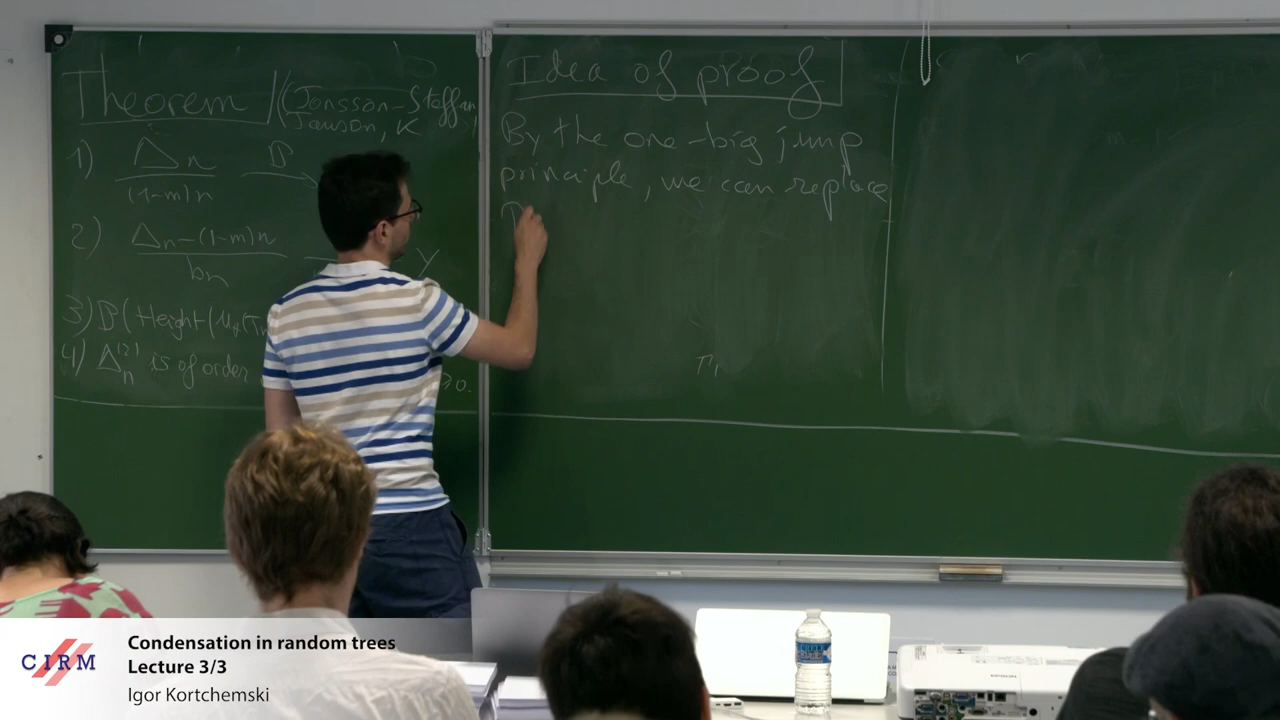 Theorem (Jonsson-Steffan
Janson, K
1) Δn / (1-m)n P
2) Δn-(1-m)n / bn Y
3) P(Height(
4) Δn^(2) is of order
Idea of proof
By the one-big jump
principle, we can replace
CIRM
Condensation in random trees
Lecture 3/3
Igor Kortchemski